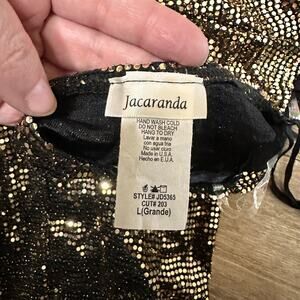 Jacaranda
HAND WASH COLD
DO NOT BLEACH
HANG TO DRY
Lavar a mano
con agua fria
No usar cloro
Made in U.S.A.
Hecho en E.U.A.
STYLE# JD5365
CUT# 203
L(Grande)